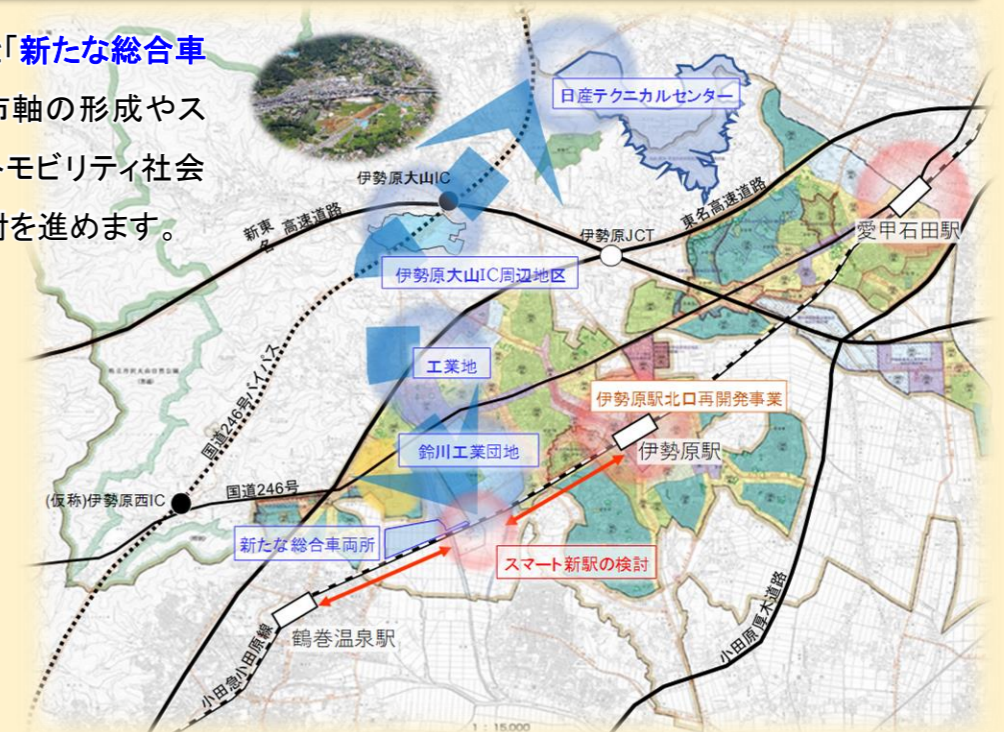 「新たな総合車
市軸の形成やス
トモビリティ社会
討を進めます。
日産テクニカルセンター
伊勢原大山IC
新東名 高速道路
伊勢原JCT
東名高速道路
愛甲石田駅
伊勢原大山IC周辺地区
国道246号バイパス
工業地
伊勢原駅北口再開発事業
伊勢原駅
鈴川工業団地
(仮称)伊勢原西IC
国道246号
新たな総合車両所
スマート新駅の検討
鶴巻温泉駅
小田急小田原線
小田原厚木道路
1 : 15,000